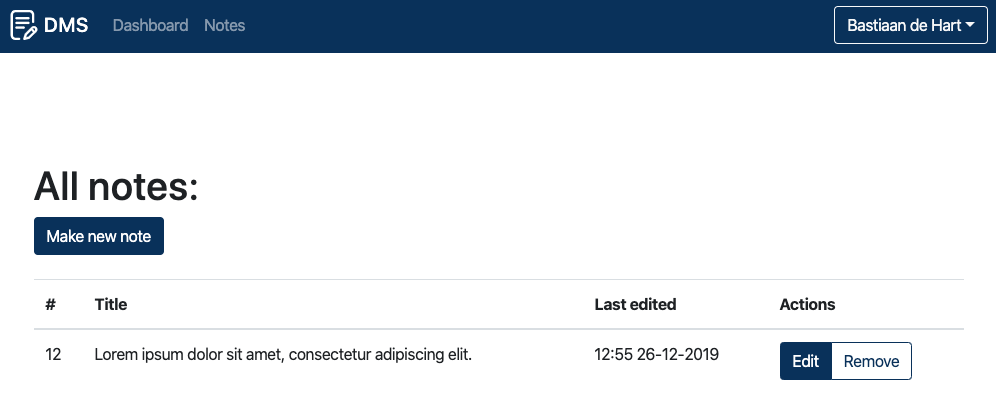 DMS Dashboard Notes Bastiaan de Hart
All notes:
Make new note
# Title Last edited Actions
12 Lorem ipsum dolor sit amet, consectetur adipiscing elit. 12:55 26-12-2019 Edit Remove